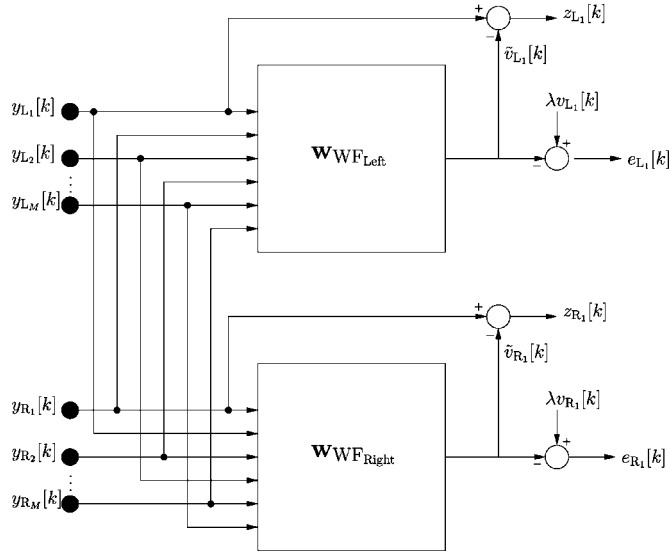 + z_{L_1}[k]
−
ṽ_{L_1}[k]
y_{L_1}[k] λv_{L_1}[k]
w_{WF_{Left}} +
y_{L_2}[k] − e_{L_1}[k]
y_{L_M}[k]
+ z_{R_1}[k]
−
ṽ_{R_1}[k]
y_{R_1}[k] λv_{R_1}[k]
w_{WF_{Right}} +
y_{R_2}[k] − e_{R_1}[k]
y_{R_M}[k]